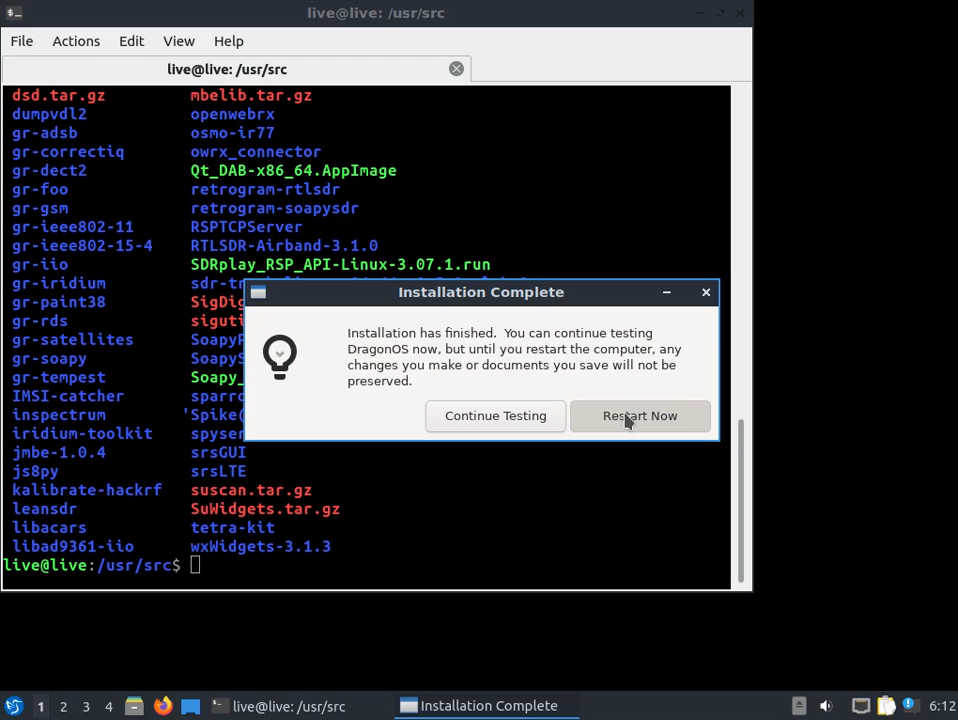 live@live: /usr/src
File Actions Edit View Help
live@live: /usr/src
dsd.tar.gz mbelib.tar.gz
dumpvdl2 openwebrx
gr-adsb osmo-ir77
gr-correctiq owrx_connector
gr-dect2 Qt_DAB-x86_64.AppImage
gr-foo retrogram-rtlsdr
gr-gsm retrogram-soapysdr
gr-ieee802-11 RSPTCPServer
gr-ieee802-15-4 RTLSDR-Airband-3.1.0
gr-iio SDRplay_RSP_API-Linux-3.07.1.run
gr-iridium
gr-paint38
gr-rds
gr-satellites
gr-soapy
gr-tempest
IMSI-catcher
inspectrum
iridium-toolkit
jmbe-1.0.4 srsGUI
js8py srsLTE
kalibrate-hackrf suscan.tar.gz
leansdr SuWidgets.tar.gz
libacars tetra-kit
libad9361-iio wxWidgets-3.1.3
live@live:/usr/src$
Installation Complete
Installation has finished. You can continue testing
DragonOS now, but until you restart the computer, any
changes you make or documents you save will not be
preserved.
Continue Testing Restart Now
1 2 3 4 live@live: /usr/src Installation Complete 6:12